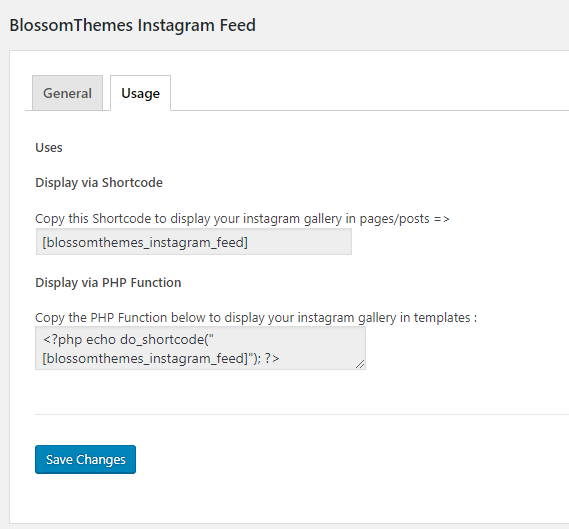 BlossomThemes Instagram Feed
General
Usage
Uses
Display via Shortcode
Copy this Shortcode to display your instagram gallery in pages/posts =>
[blossomthemes_instagram_feed]
Display via PHP Function
Copy the PHP Function below to display your instagram gallery in templates :
<?php echo do_shortcode("
[blossomthemes_instagram_feed]"); ?>
Save Changes